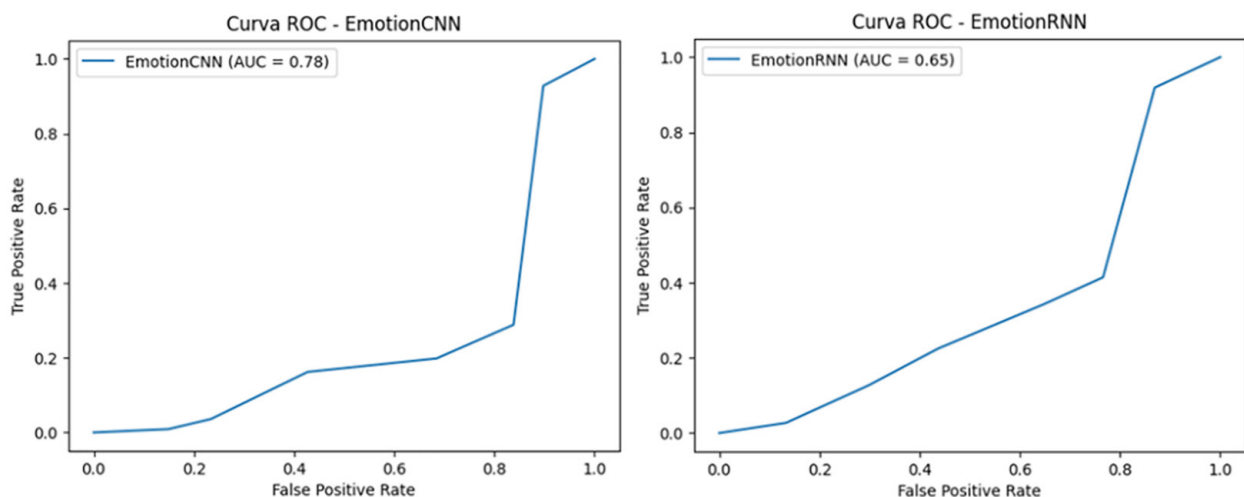 Curva ROC - EmotionCNN
EmotionCNN (AUC = 0.78)
True Positive Rate
1.0
0.8
0.6
0.4
0.2
0.0
0.0 0.2 0.4 0.6 0.8 1.0
False Positive Rate
Curva ROC - EmotionRNN
EmotionRNN (AUC = 0.65)
True Positive Rate
1.0
0.8
0.6
0.4
0.2
0.0
0.0 0.2 0.4 0.6 0.8 1.0
False Positive Rate